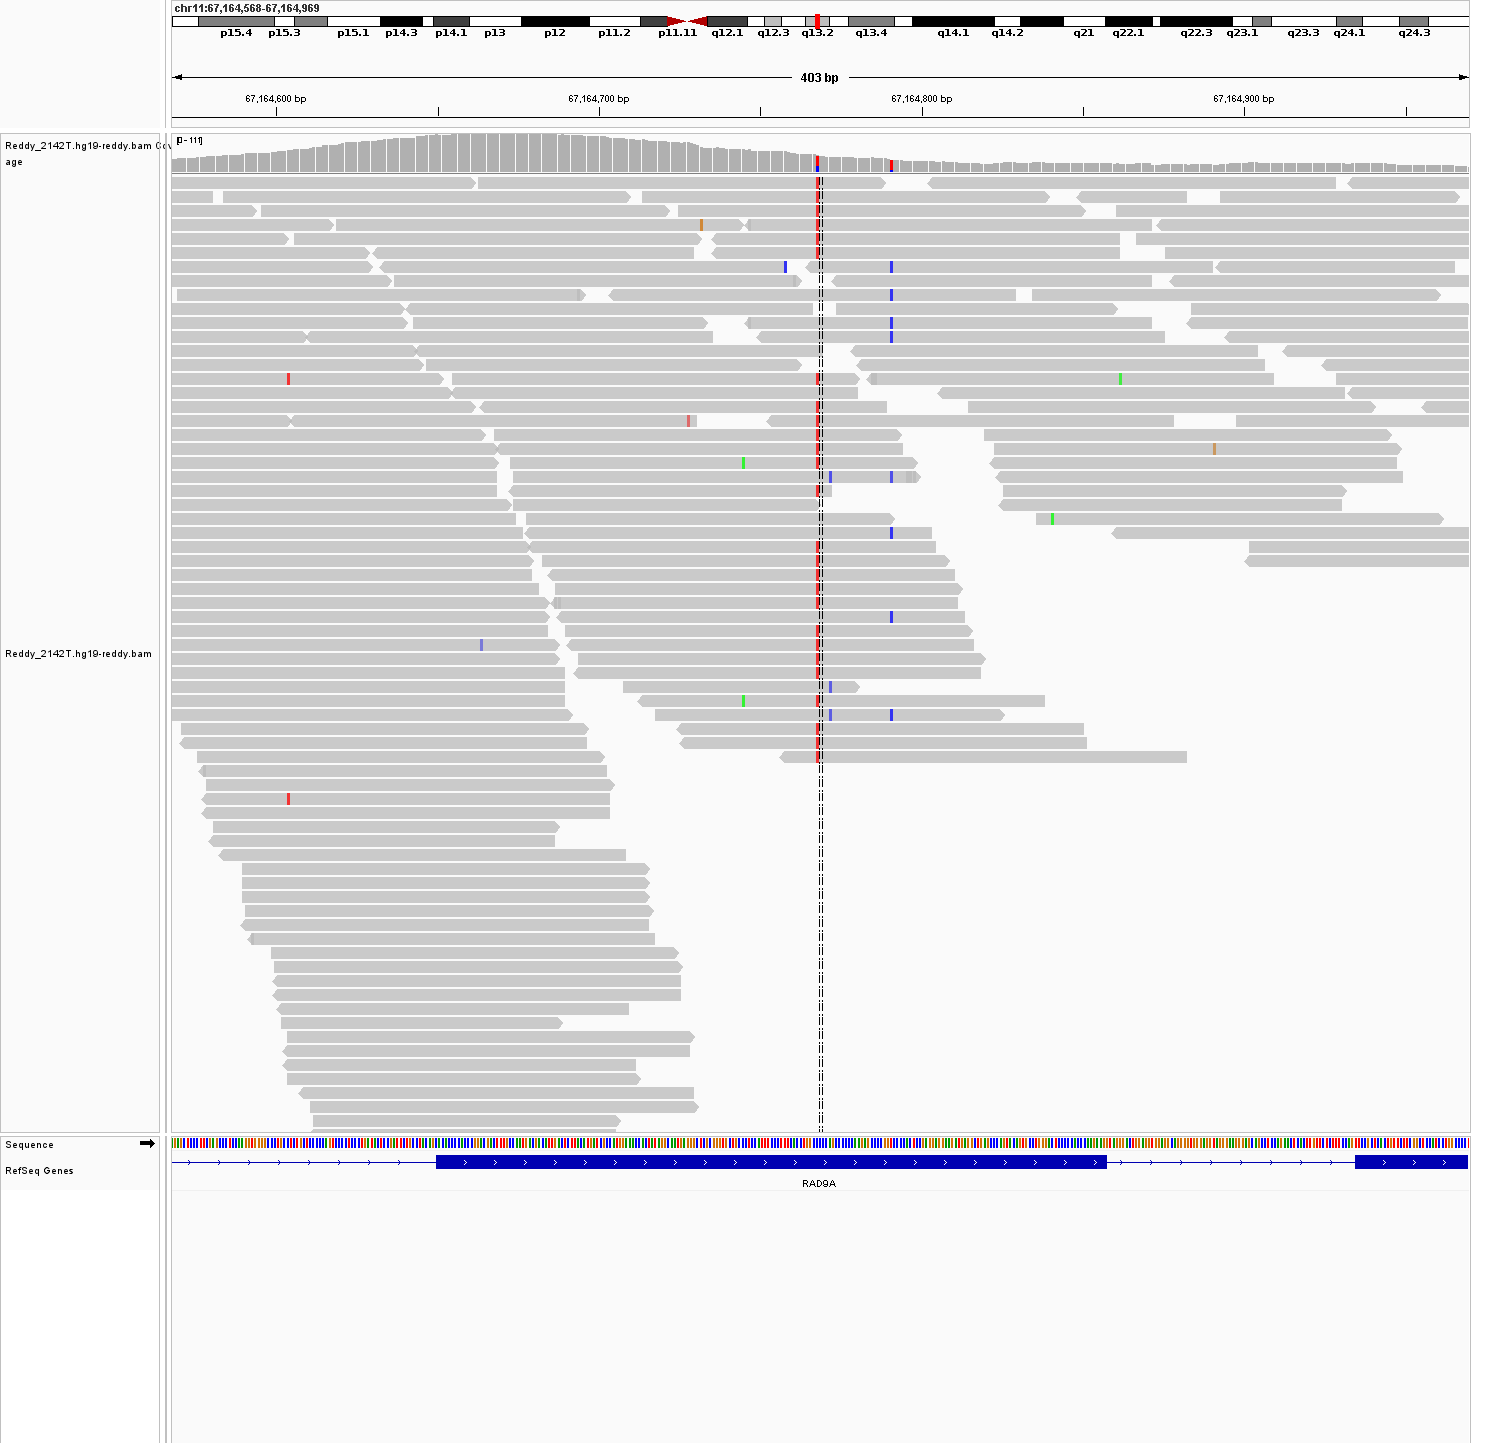 chr11:67,164,568-67,164,969
p15.4 p15.3 p15.1 p14.3 p14.1 p13 p12 p11.2 p11.11 q12.1 q12.3 q13.2 q13.4 q14.1 q14.2 q21 q22.1 q22.3 q23.1 q23.3 q24.1 q24.3
403 bp
67,164,600 bp 67,164,700 bp 67,164,800 bp 67,164,900 bp
[0 - 111]
Reddy_2142T.hg19-reddy.bam Cov
age
Reddy_2142T.hg19-reddy.bam
Sequence
RefSeq Genes
RAD9A